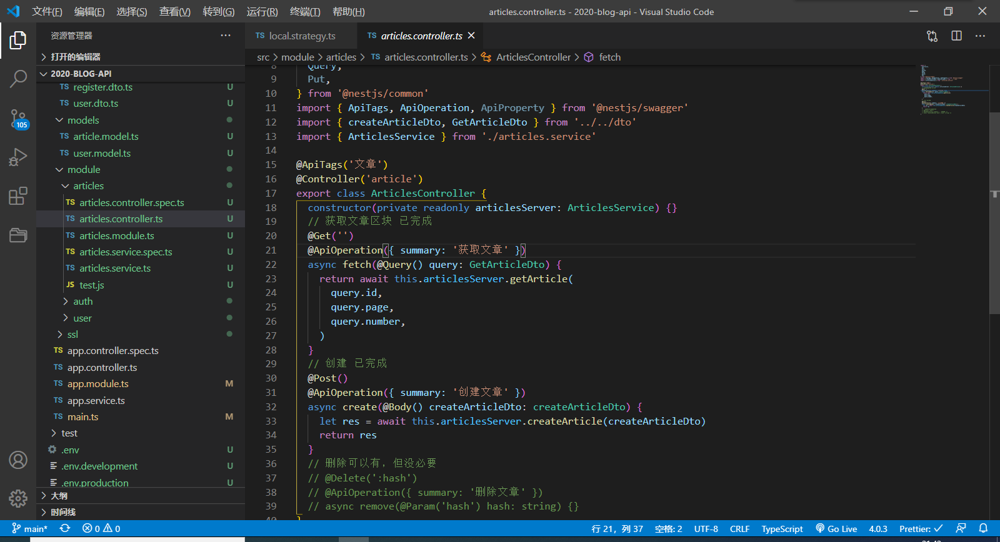 文件(F) 编辑(E) 选择(S) 查看(V) 转到(G) 运行(R) 终端(T) 帮助(H) articles.controller.ts - 2020-blog-api - Visual Studio Code
资源管理器 ···
打开的编辑器
2020-BLOG-API
register.dto.ts U
user.dto.ts U
models
article.model.ts U
user.model.ts U
module
articles
TS articles.controller.spec.ts U
TS articles.controller.ts U
TS articles.module.ts U
TS articles.service.spec.ts U
TS articles.service.ts U
JS test.js U
auth
user
ssl
TS app.controller.spec.ts
TS app.controller.ts
TS app.module.ts M
TS app.service.ts
TS main.ts M
test
.env U
.env.development U
.env.production U
大纲
时间线
105
TS local.strategy.ts TS articles.controller.ts
src > module > articles > TS articles.controller.ts > ArticlesController > fetch
8 Query,
9 Put,
10 } from '@nestjs/common'
11 import { ApiTags, ApiOperation, ApiProperty } from '@nestjs/swagger'
12 import { createArticleDto, GetArticleDto } from '../../dto'
13 import { ArticlesService } from './articles.service'
14
15 @ApiTags('文章')
16 @Controller('article')
17 export class ArticlesController {
18 constructor(private readonly articlesServer: ArticlesService) {}
19 // 获取文章区块 已完成
20 @Get('')
21 @ApiOperation({ summary: '获取文章' })
22 async fetch(@Query() query: GetArticleDto) {
23 return await this.articlesServer.getArticle(
24 query.id,
25 query.page,
26 query.number,
27 )
28 }
29 // 创建 已完成
30 @Post()
31 @ApiOperation({ summary: '创建文章' })
32 async create(@Body() createArticleDto: createArticleDto) {
33 let res = await this.articlesServer.createArticle(createArticleDto)
34 return res
35 }
36 // 删除可以有，但没必要
37 // @Delete(':hash')
38 // @ApiOperation({ summary: '删除文章' })
39 // async remove(@Param('hash') hash: string) {}
40 }
main* 0 0 行 21，列 37 空格: 2 UTF-8 CRLF TypeScript Go Live 4.0.3 Prettier: ✓